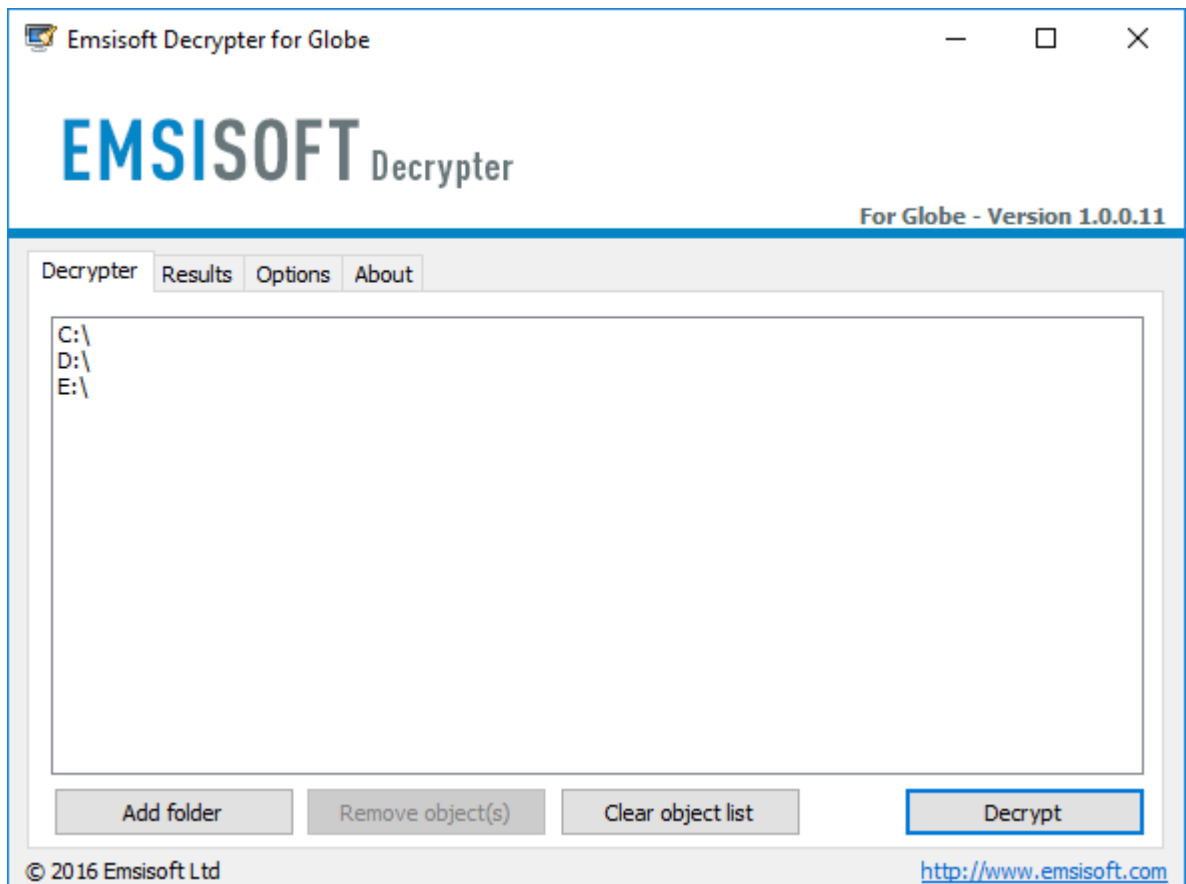 Emsisoft Decrypter for Globe
EMSISOFT Decrypter
For Globe - Version 1.0.0.11
Decrypter Results Options About
C:\
D:\
E:\
Add folder Remove object(s) Clear object list Decrypt
© 2016 Emsisoft Ltd http://www.emsisoft.com